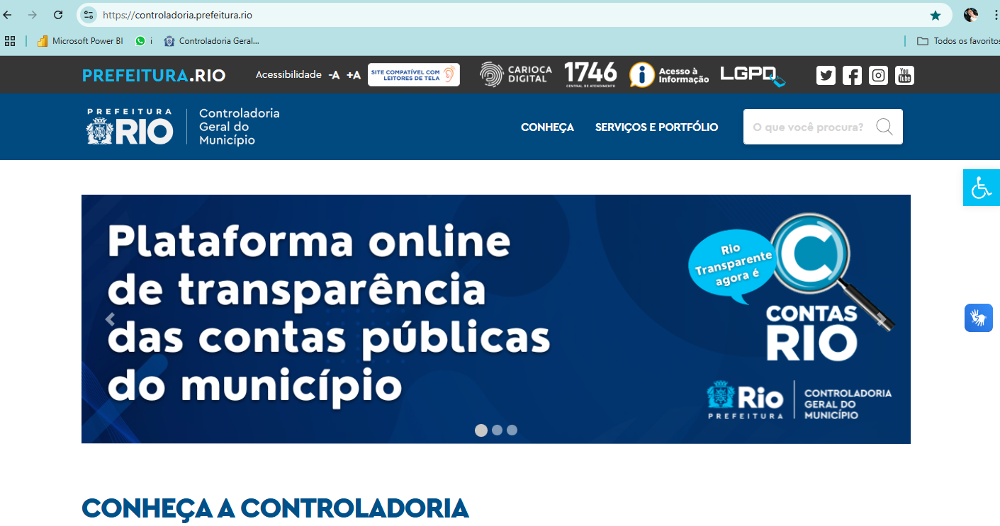 https://controladoria.prefeitura.rio
Microsoft Power BI
i
Controladoria Geral...
Todos os favoritos
PREFEITURA.RIO
Acessibilidade -A +A
SITE COMPATÍVEL COM
LEITORES DE TELA
CARIOCA
DIGITAL
1746
CENTRAL DE ATENDIMENTO
i
Acesso à
Informação
LGPD
You
Tube
PREFEITURA
RIO
Controladoria
Geral do
Município
CONHEÇA
SERVIÇOS E PORTFÓLIO
O que você procura?
Plataforma online
de transparência
das contas públicas
do município
Rio
Transparente
agora é
C
CONTAS
RIO
Rio
PREFEITURA
CONTROLADORIA
GERAL DO
MUNICÍPIO
CONHEÇA A CONTROLADORIA